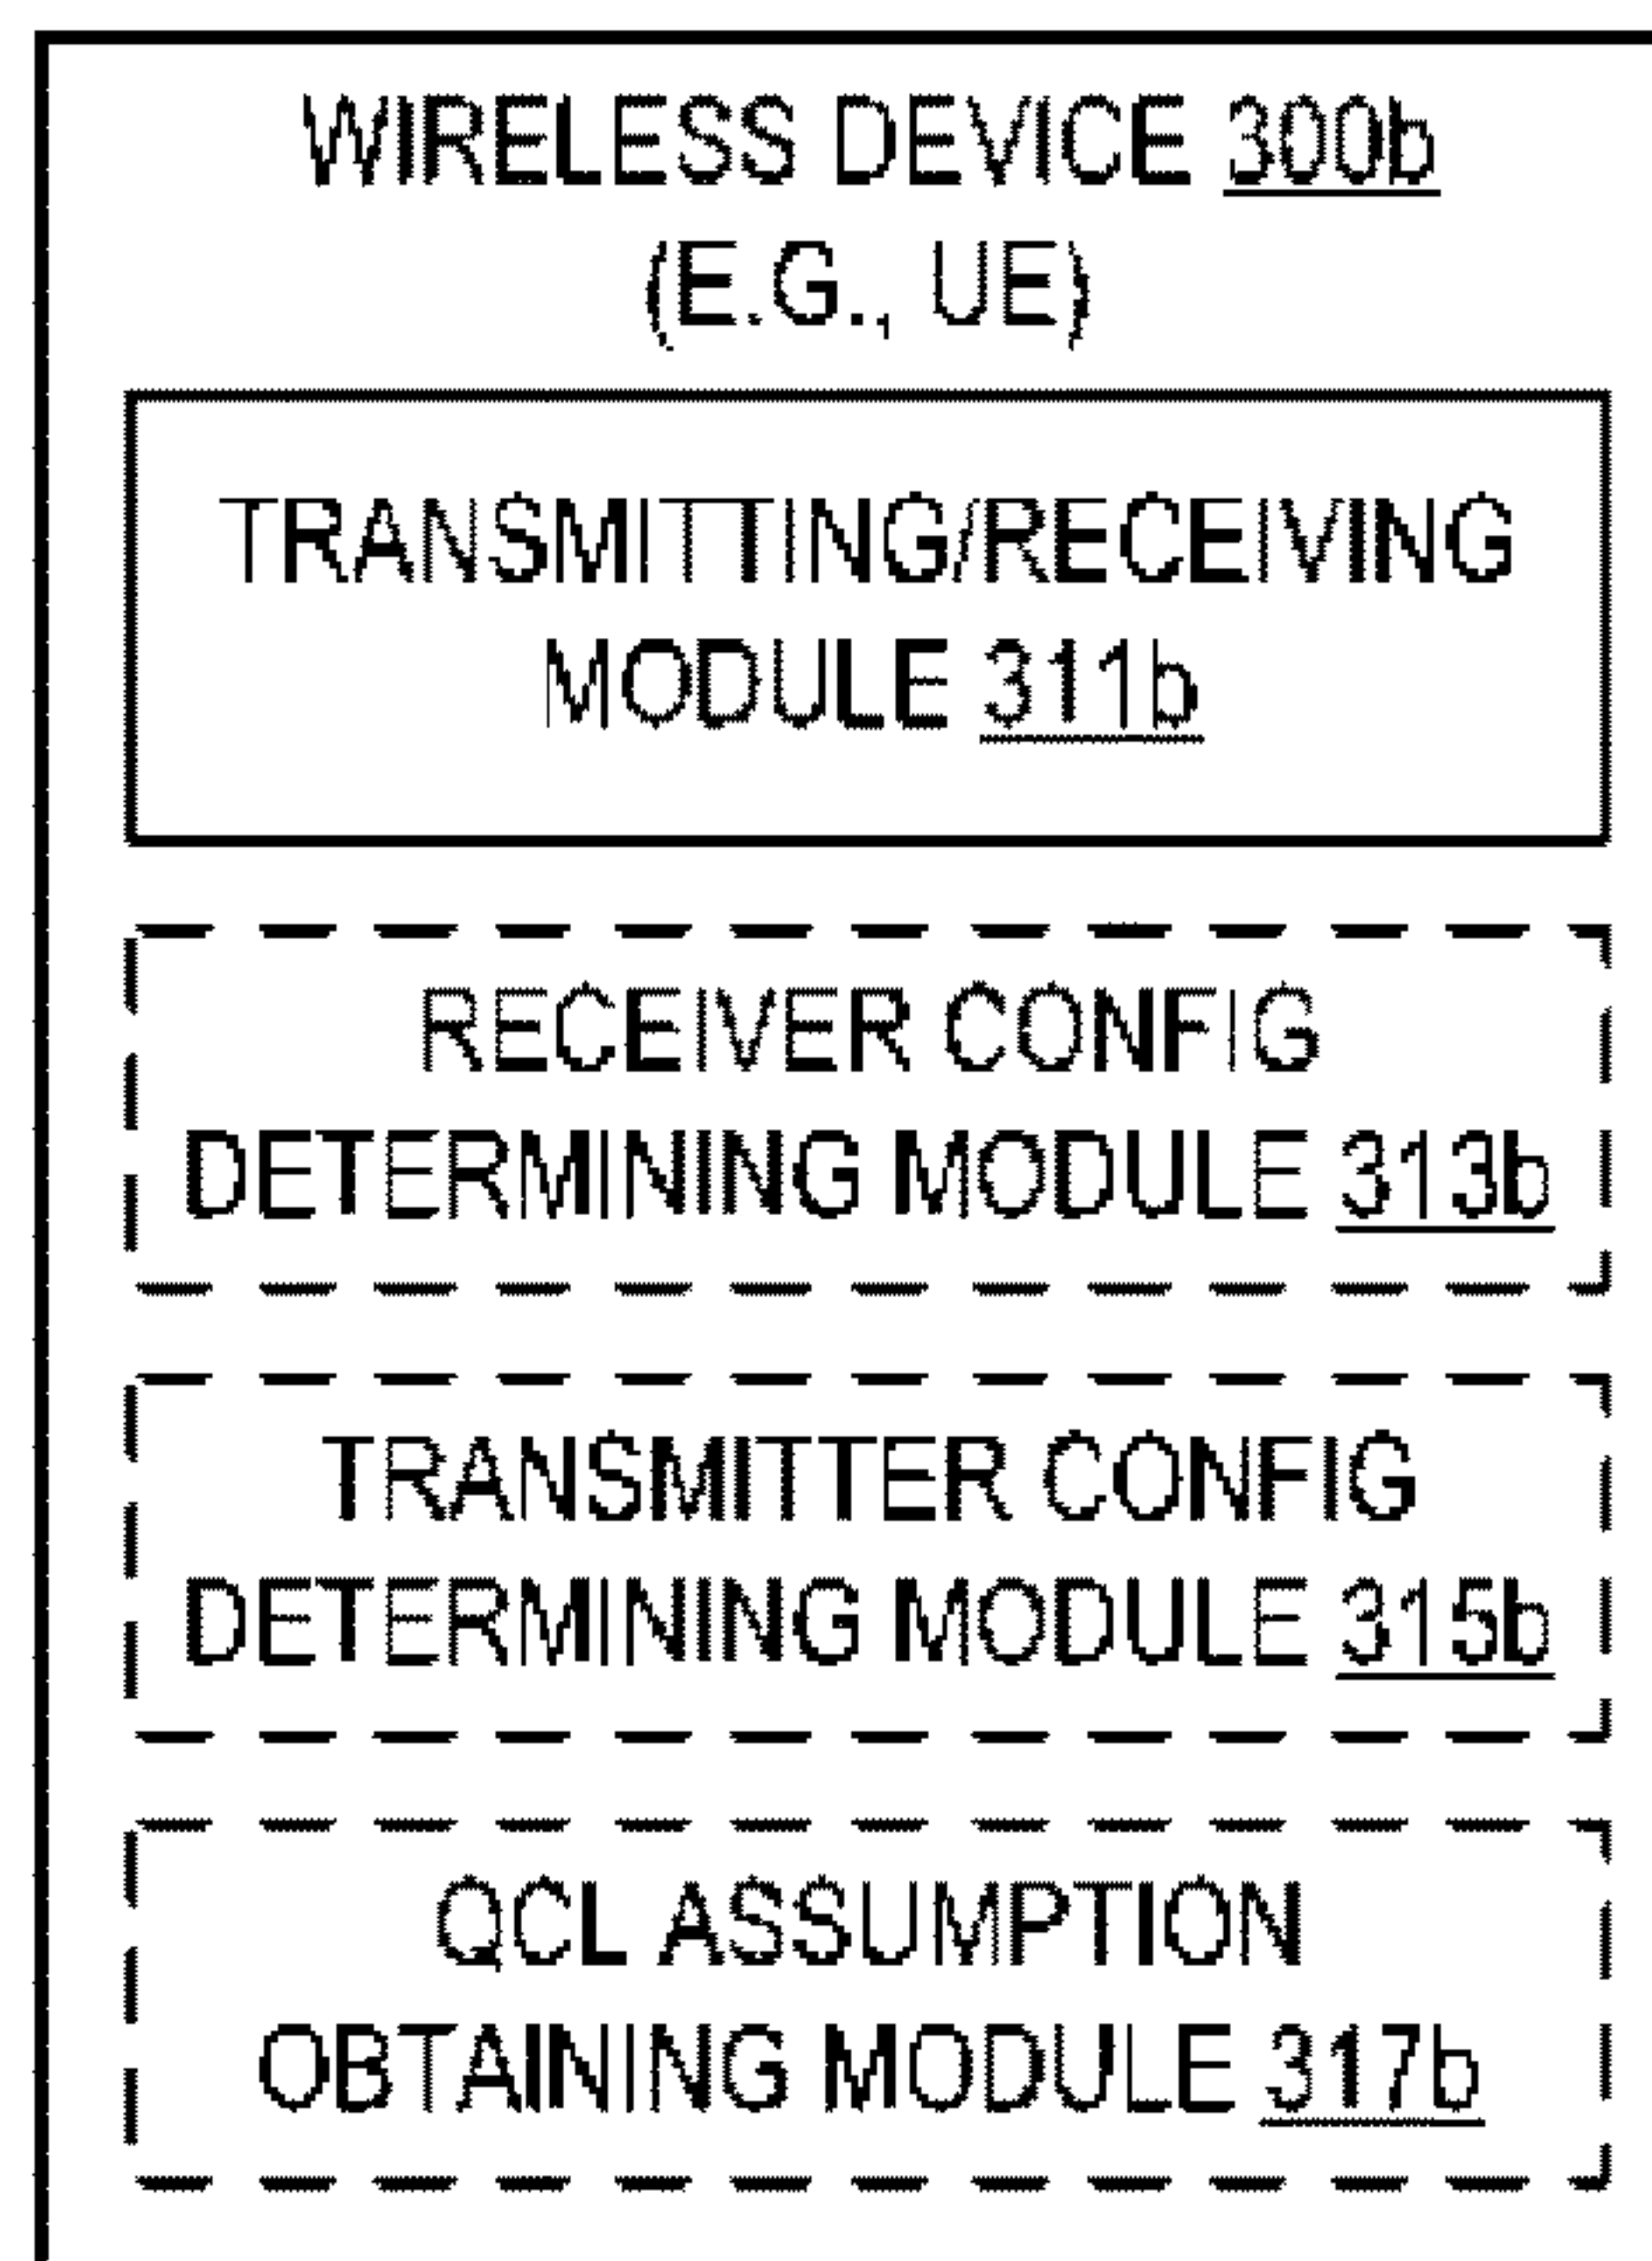 WIRELESS DEVICE 300b
(E.G., UE)
TRANSMITTING/RECEIVING
MODULE 311b
RECEIVER CONFIG
DETERMINING MODULE 313b
TRANSMITTER CONFIG
DETERMINING MODULE 315b
QCL ASSUMPTION
OBTAINING MODULE 317b